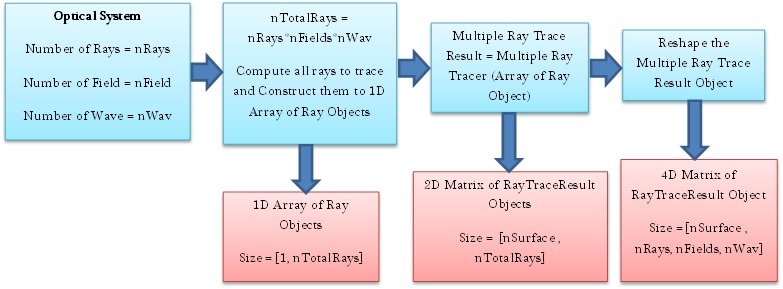 Optical System
Number of Rays = nRays
Number of Field = nField
Number of Wave = nWav
nTotalRays =
nRays*nFields*nWav
Compute all rays to trace
and Construct them to 1D
Array of Ray Objects
Multiple Ray Trace
Result = Multiple Ray
Tracer (Array of Ray
Object)
Reshape the
Multiple Ray Trace
Result Object
1D Array of Ray
Objects
Size = [1, nTotalRays]
2D Matrix of RayTraceResult
Objects
Size = [nSurface ,
nTotalRays]
4D Matrix of
RayTraceResult Object
Size =[nSurface ,
nRays, nFields, nWav]